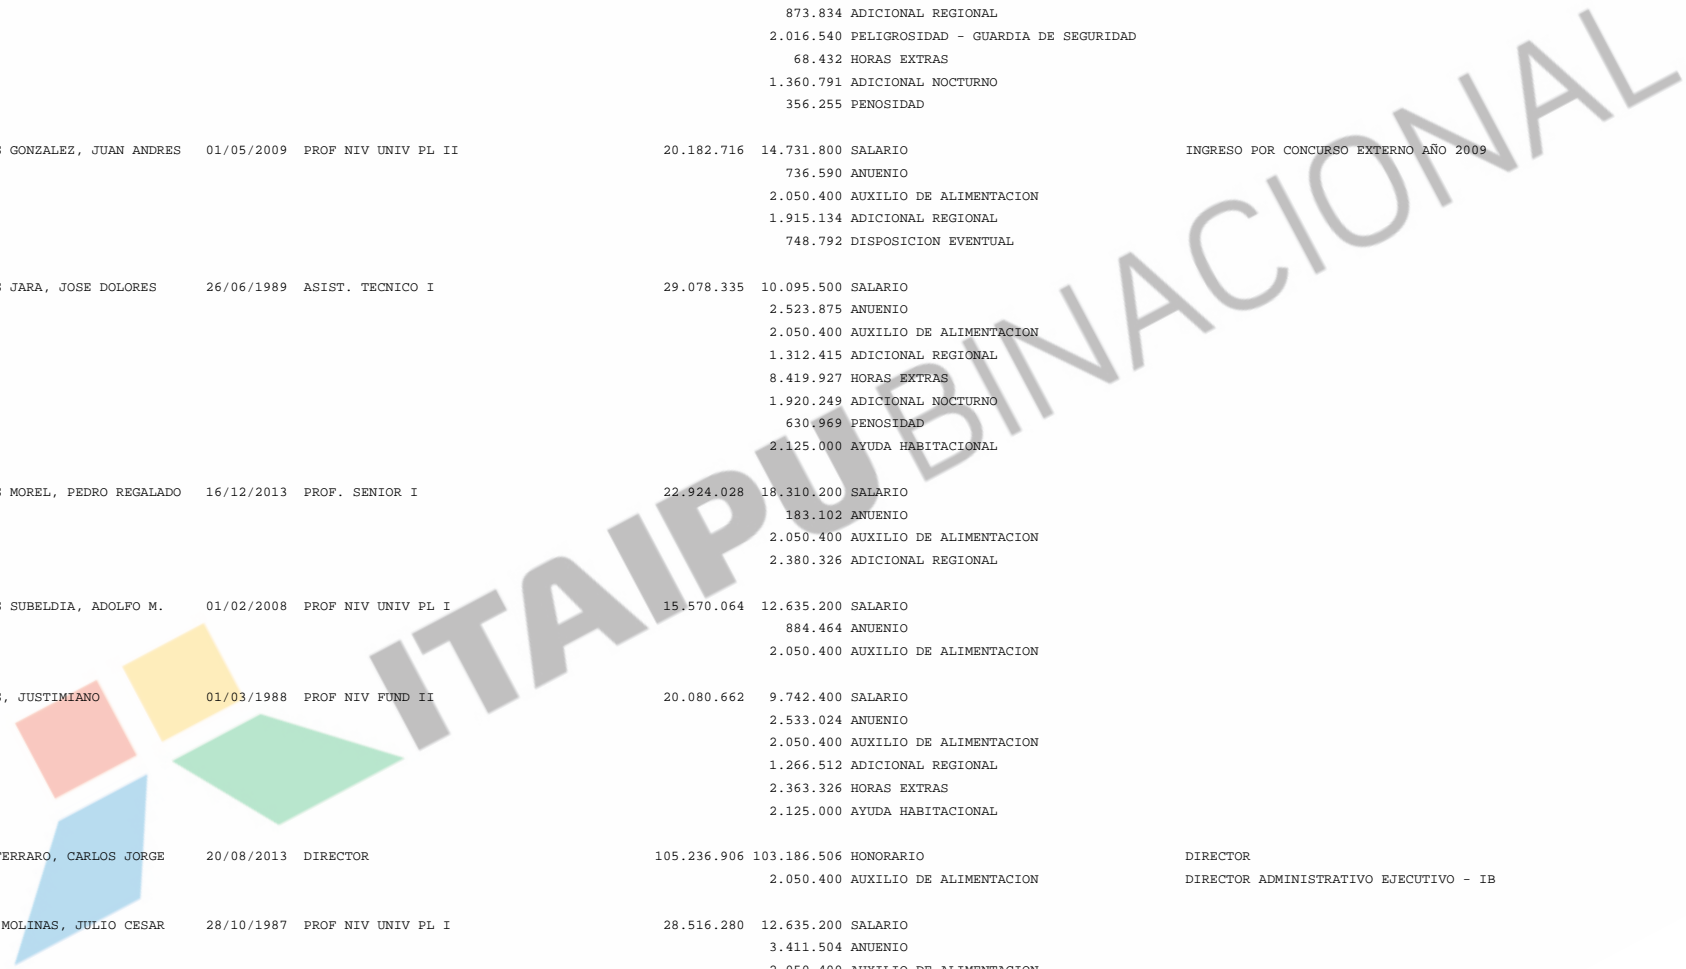 873.834 ADICIONAL REGIONAL
2.016.540 PELIGROSIDAD - GUARDIA DE SEGURIDAD
68.432 HORAS EXTRAS
1.360.791 ADICIONAL NOCTURNO
356.255 PENOSIDAD
GONZALEZ, JUAN ANDRES 01/05/2009 PROF NIV UNIV PL II 20.182.716 14.731.800 SALARIO INGRESO POR CONCURSO EXTERNO AÑO 2009
736.590 ANUENIO
2.050.400 AUXILIO DE ALIMENTACION
1.915.134 ADICIONAL REGIONAL
748.792 DISPOSICION EVENTUAL
JARA, JOSE DOLORES 26/06/1989 ASIST. TECNICO I 29.078.335 10.095.500 SALARIO
2.523.875 ANUENIO
2.050.400 AUXILIO DE ALIMENTACION
1.312.415 ADICIONAL REGIONAL
8.419.927 HORAS EXTRAS
1.920.249 ADICIONAL NOCTURNO
630.969 PENOSIDAD
2.125.000 AYUDA HABITACIONAL
MOREL, PEDRO REGALADO 16/12/2013 PROF. SENIOR I 22.924.028 18.310.200 SALARIO
183.102 ANUENIO
2.050.400 AUXILIO DE ALIMENTACION
2.380.326 ADICIONAL REGIONAL
SUBELDIA, ADOLFO M. 01/02/2008 PROF NIV UNIV PL I 15.570.064 12.635.200 SALARIO
884.464 ANUENIO
2.050.400 AUXILIO DE ALIMENTACION
, JUSTIMIANO 01/03/1988 PROF NIV FUND II 20.080.662 9.742.400 SALARIO
2.533.024 ANUENIO
2.050.400 AUXILIO DE ALIMENTACION
1.266.512 ADICIONAL REGIONAL
2.363.326 HORAS EXTRAS
2.125.000 AYUDA HABITACIONAL
FERRARO, CARLOS JORGE 20/08/2013 DIRECTOR 105.236.906 103.186.506 HONORARIO DIRECTOR
2.050.400 AUXILIO DE ALIMENTACION DIRECTOR ADMINISTRATIVO EJECUTIVO - IB
MOLINAS, JULIO CESAR 28/10/1987 PROF NIV UNIV PL I 28.516.280 12.635.200 SALARIO
3.411.504 ANUENIO
2.050.400 AUXILIO DE ALIMENTACION
ITAIPU BINACIONAL